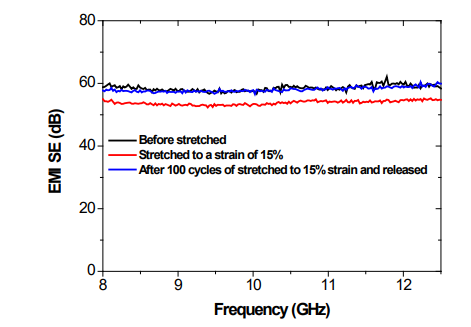 80
60
40
20
0
EMI SE (dB)
Before stretched
Stretched to a strain of 15%
After 100 cycles of stretched to 15% strain and released
8 9 10 11 12
Frequency (GHz)